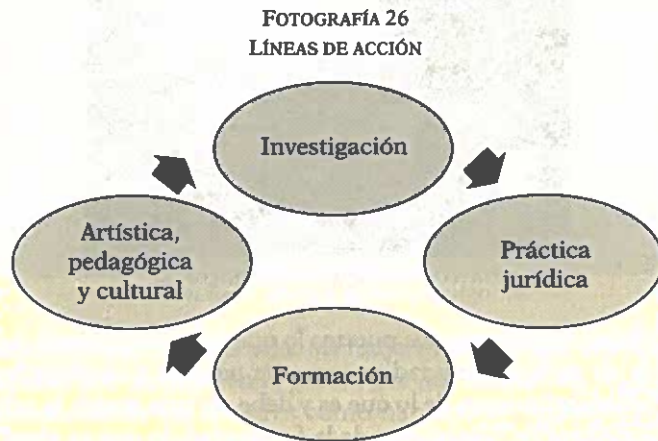 FOTOGRAFÍA 26
LÍNEAS DE ACCIÓN
Investigación
Práctica
jurídica
Formación
Artística,
pedagógica
y cultural